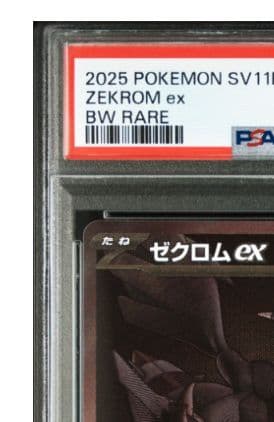 2025 POKEMON SV11
ZEKROM ex
BW RARE
PSA
たね
ゼクロムex